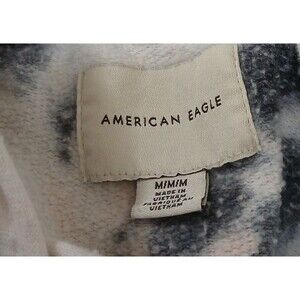 AMERICAN EAGLE
M/M/M
MADE IN
VIETNAM
FABRIQUÉ AU
VIETNAM